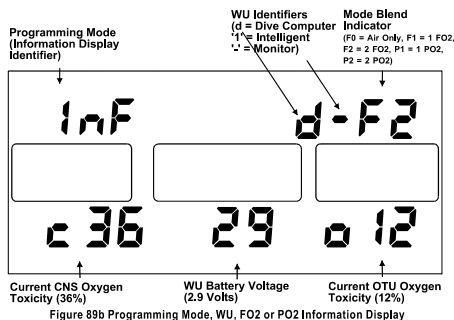 WU Identifiers
(d = Dive Computer
'1' = Intelligent
'-' = Monitor)
Mode Blend
Indicator
(F0 = Air Only, F1 = 1 FO2,
F2 = 2 FO2, P1 = 1 PO2,
P2 = 2 PO2)
Programming Mode
(Information Display
Identifier)
InF
d-F2
c36
29
o12
Current CNS Oxygen
Toxicity (36%)
WU Battery Voltage
(2.9 Volts)
Current OTU Oxygen
Toxicity (12%)
Figure 89b Programming Mode, WU, FO2 or PO2 Information Display